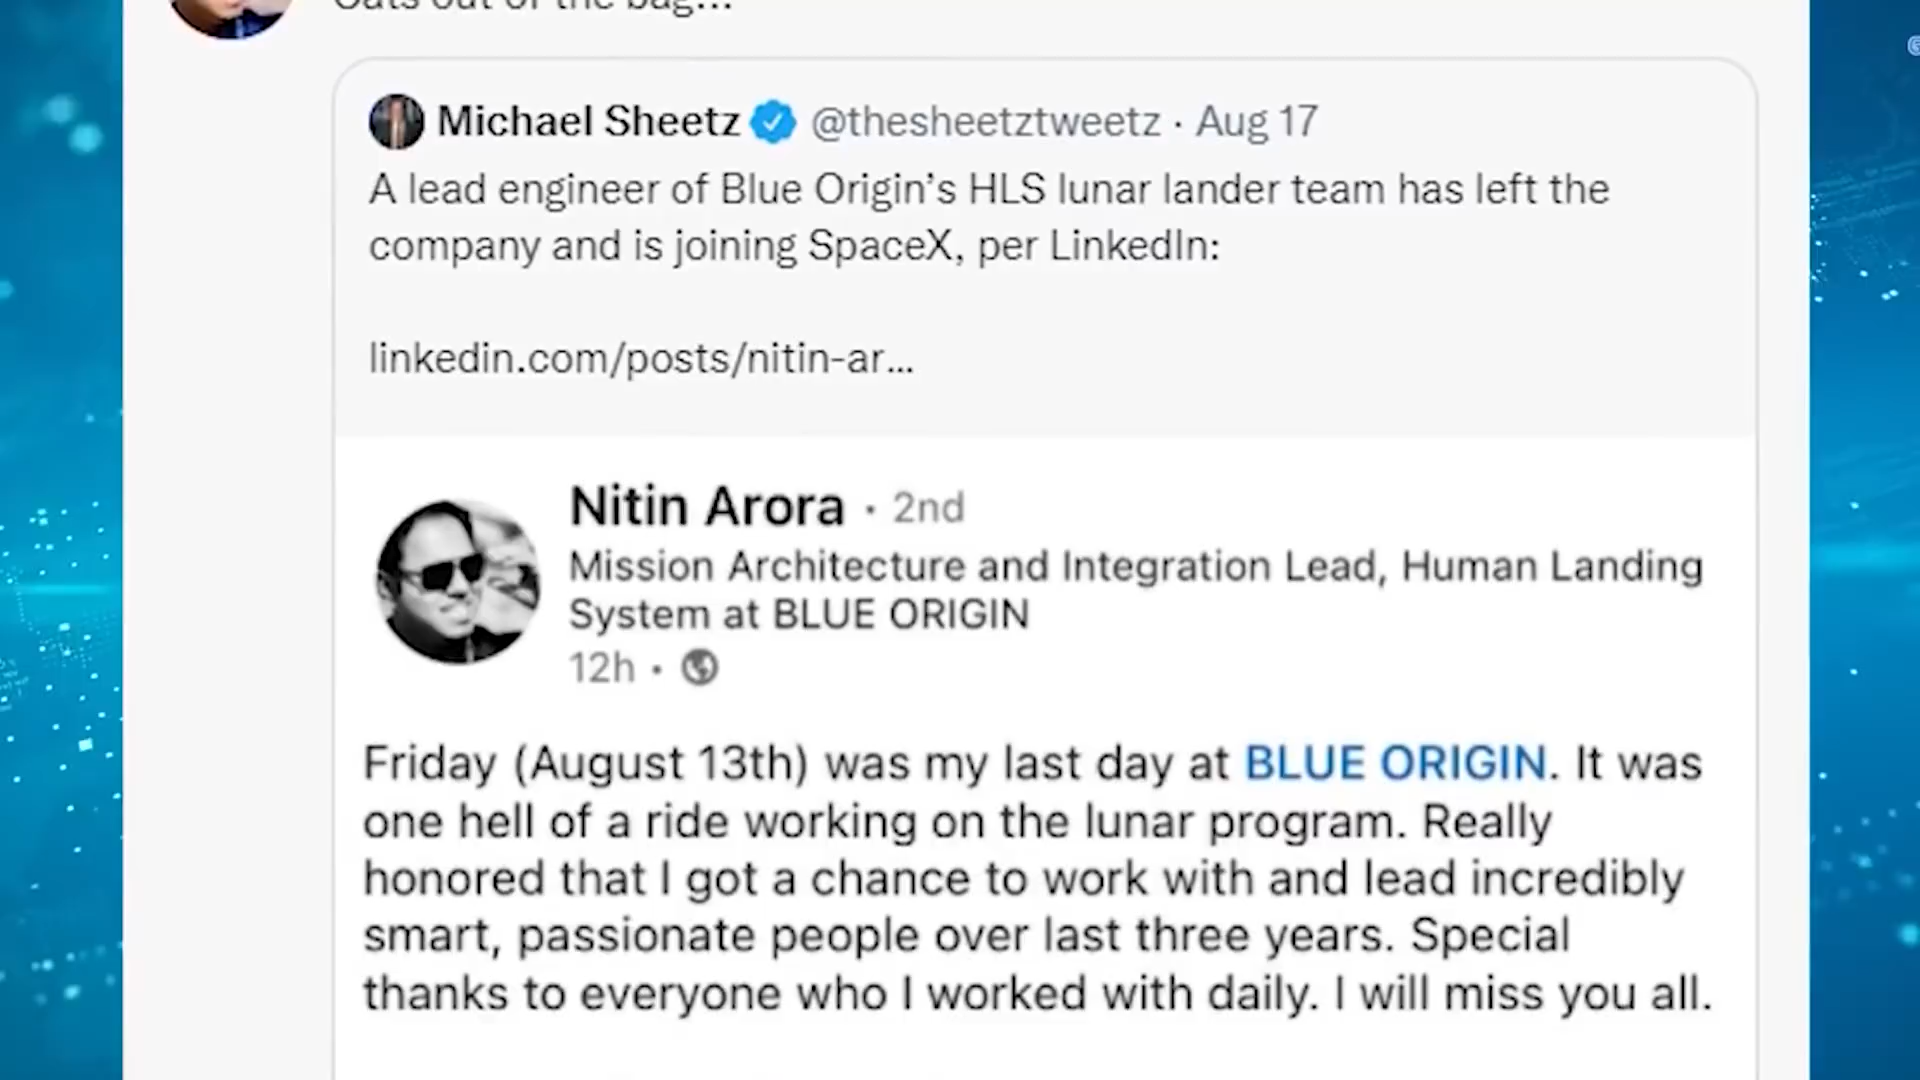 Cats out of the bag...
Michael Sheetz @thesheetztweetz · Aug 17
A lead engineer of Blue Origin's HLS lunar lander team has left the
company and is joining SpaceX, per LinkedIn:
linkedin.com/posts/nitin-ar...
Nitin Arora · 2nd
Mission Architecture and Integration Lead, Human Landing
System at BLUE ORIGIN
12h ·
Friday (August 13th) was my last day at BLUE ORIGIN. It was
one hell of a ride working on the lunar program. Really
honored that I got a chance to work with and lead incredibly
smart, passionate people over last three years. Special
thanks to everyone who I worked with daily. I will miss you all.